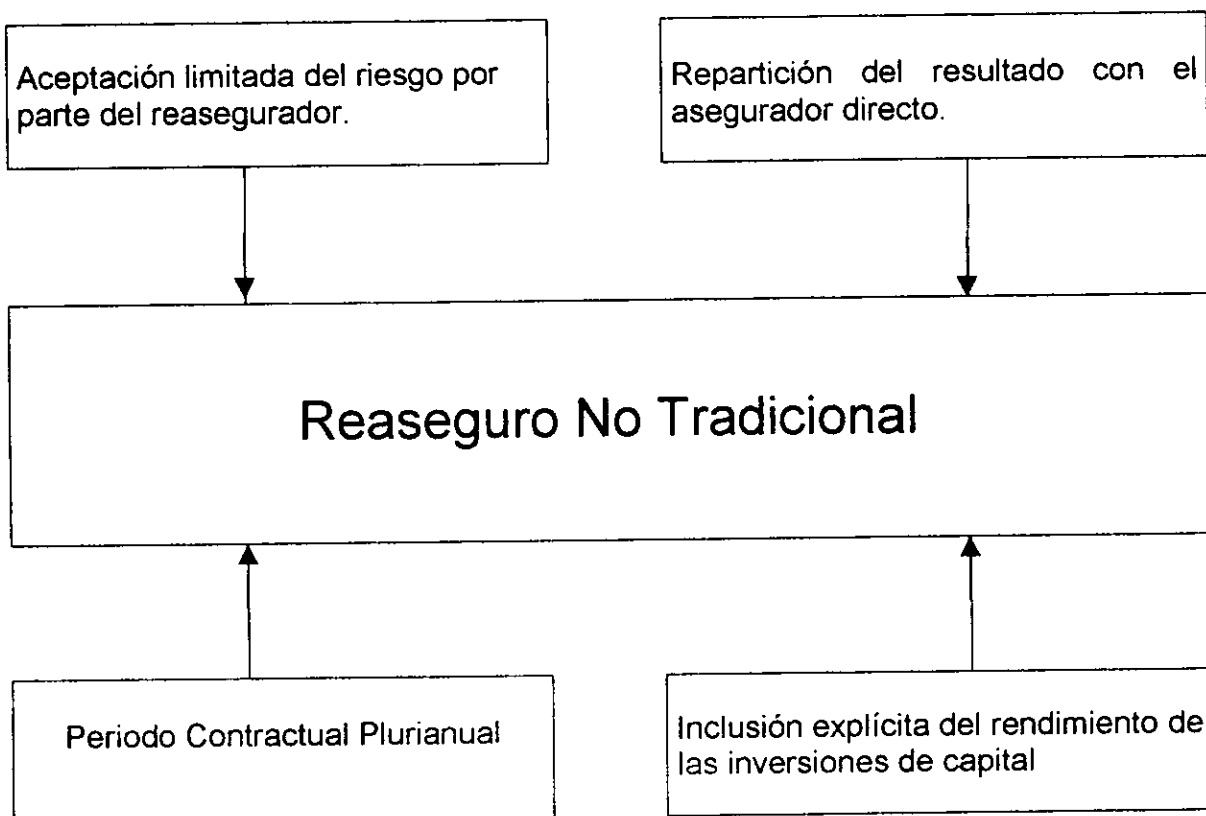 Aceptación limitada del riesgo por
parte del reasegurador.
Repartición del resultado con el
asegurador directo.
Reaseguro No Tradicional
Periodo Contractual Plurianual
Inclusión explícita del rendimiento de
las inversiones de capital